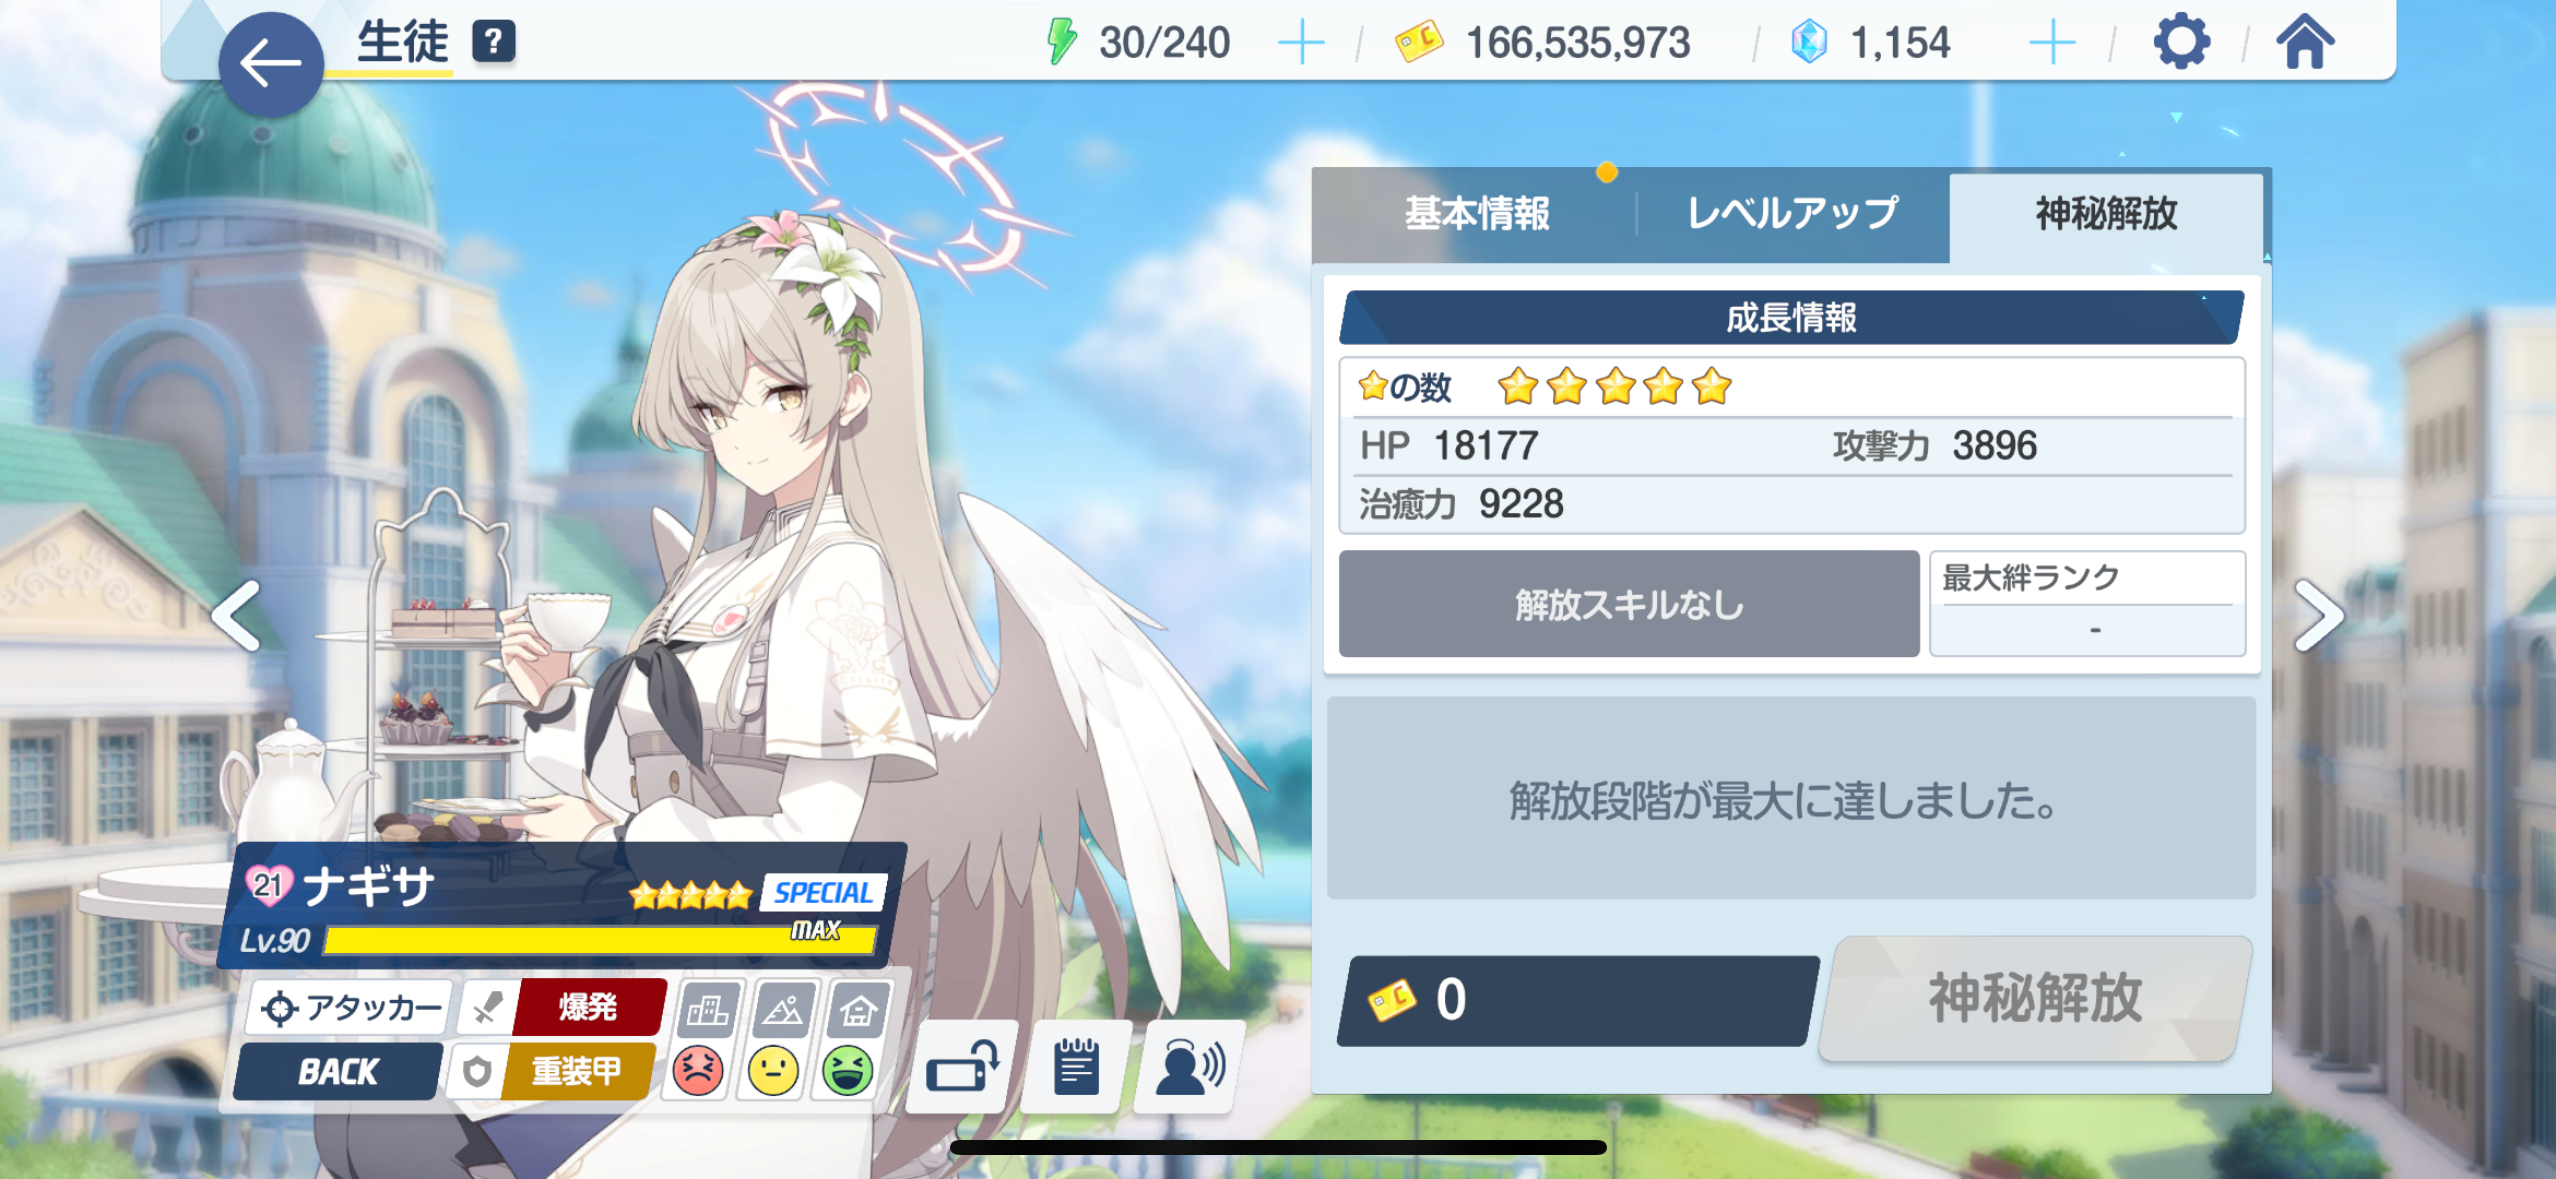 生徒 ?
30/240
166,535,973
1,154
基本情報
レベルアップ
神秘解放
成長情報
の数
HP 18177
攻撃力 3896
治癒力 9228
解放スキルなし
最大絆ランク
-
解放段階が最大に達しました。
0
神秘解放
21 ナギサ
SPECIAL
Lv.90
MAX
アタッカー
爆発
BACK
重装甲